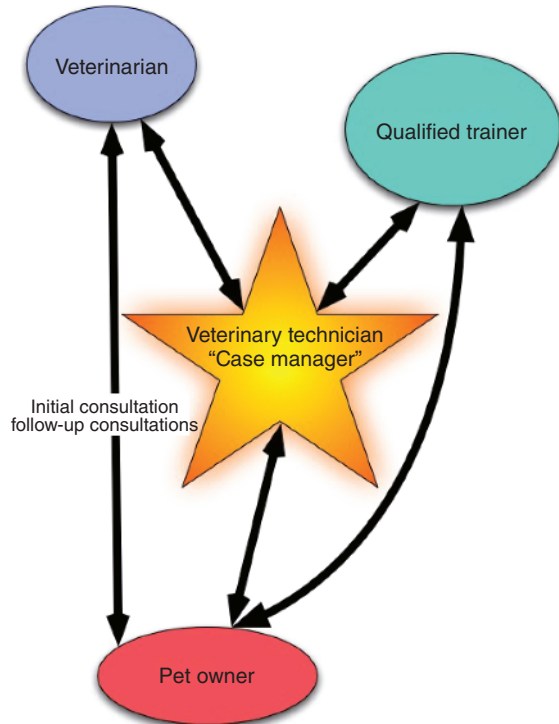 Veterinarian
Qualified trainer
Veterinary technician
“Case manager”
Initial consultation
follow-up consultations
Pet owner